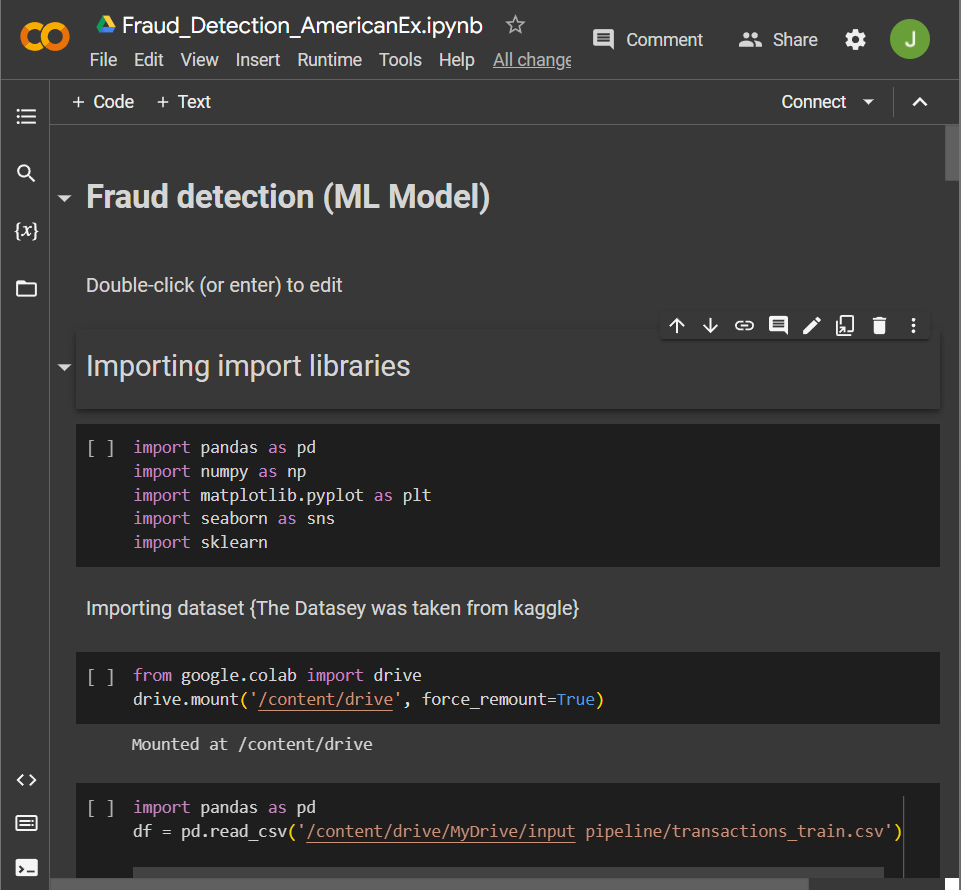 Fraud_Detection_AmericanEx.ipynb
Comment
Share
J
File Edit View Insert Runtime Tools Help All change
+ Code + Text
Connect
{x}
Fraud detection (ML Model)
Double-click (or enter) to edit
Importing import libraries
[ ] import pandas as pd
import numpy as np
import matplotlib.pyplot as plt
import seaborn as sns
import sklearn
Importing dataset {The Datasey was taken from kaggle}
[ ] from google.colab import drive
drive.mount('/content/drive', force_remount=True)
Mounted at /content/drive
[ ] import pandas as pd
df = pd.read_csv('/content/drive/MyDrive/input pipeline/transactions_train.csv')